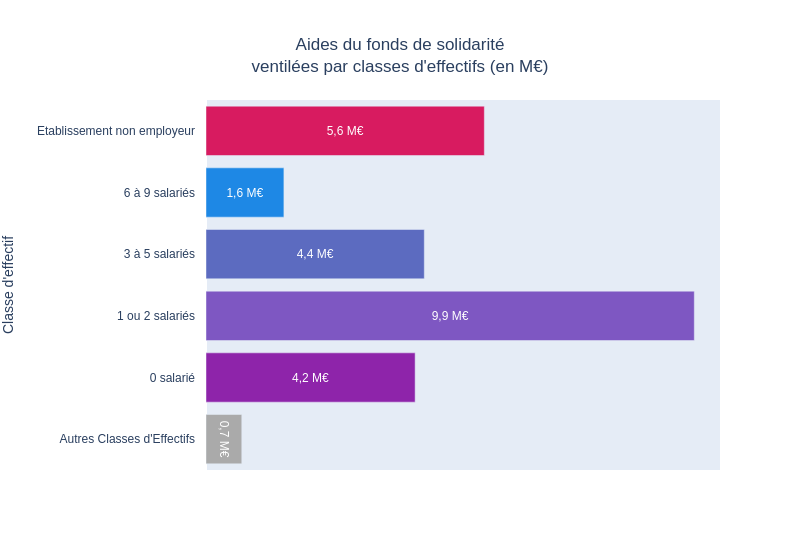 Aides du fonds de solidarité
ventilées par classes d'effectifs (en M€)
Classe d'effectif
Etablissement non employeur
5,6 M€
6 à 9 salariés
1,6 M€
3 à 5 salariés
4,4 M€
1 ou 2 salariés
9,9 M€
0 salarié
4,2 M€
Autres Classes d'Effectifs
0,7 M€